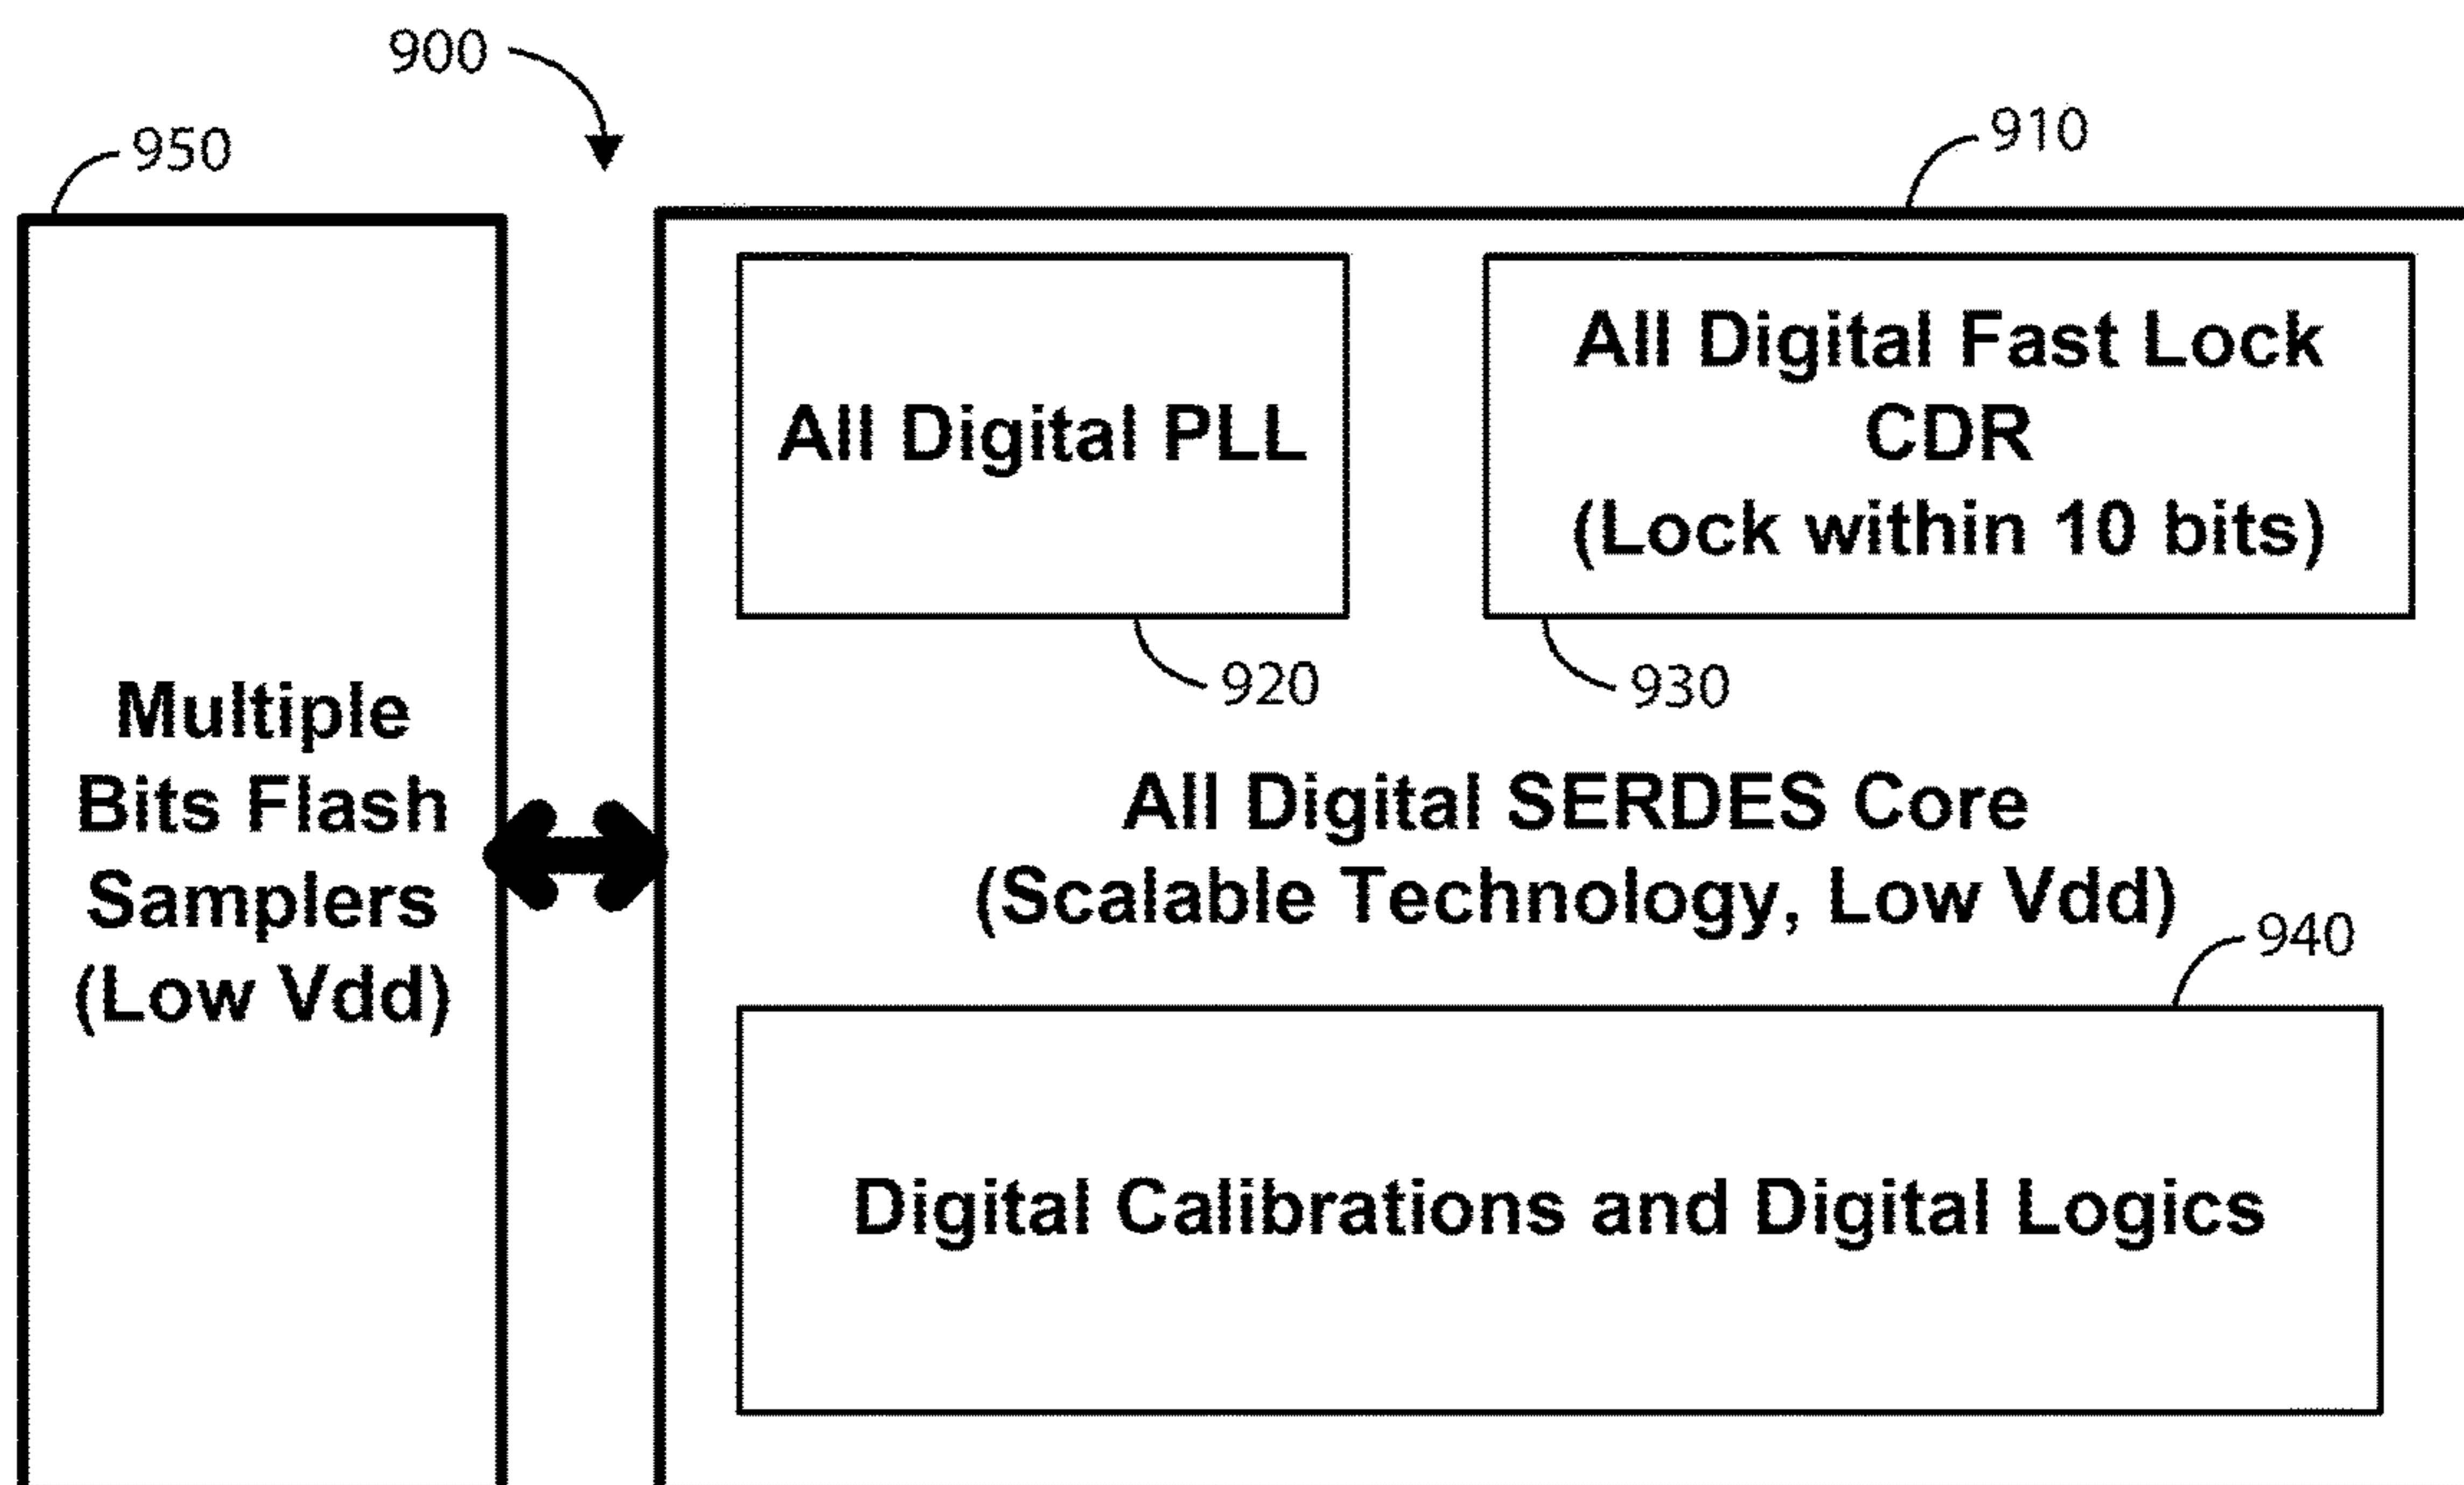 900
950
910
All Digital PLL
All Digital Fast Lock
CDR
(Lock within 10 bits)
920
930
Multiple
Bits Flash
Samplers
(Low Vdd)
All Digital SERDES Core
(Scalable Technology, Low Vdd)
940
Digital Calibrations and Digital Logics